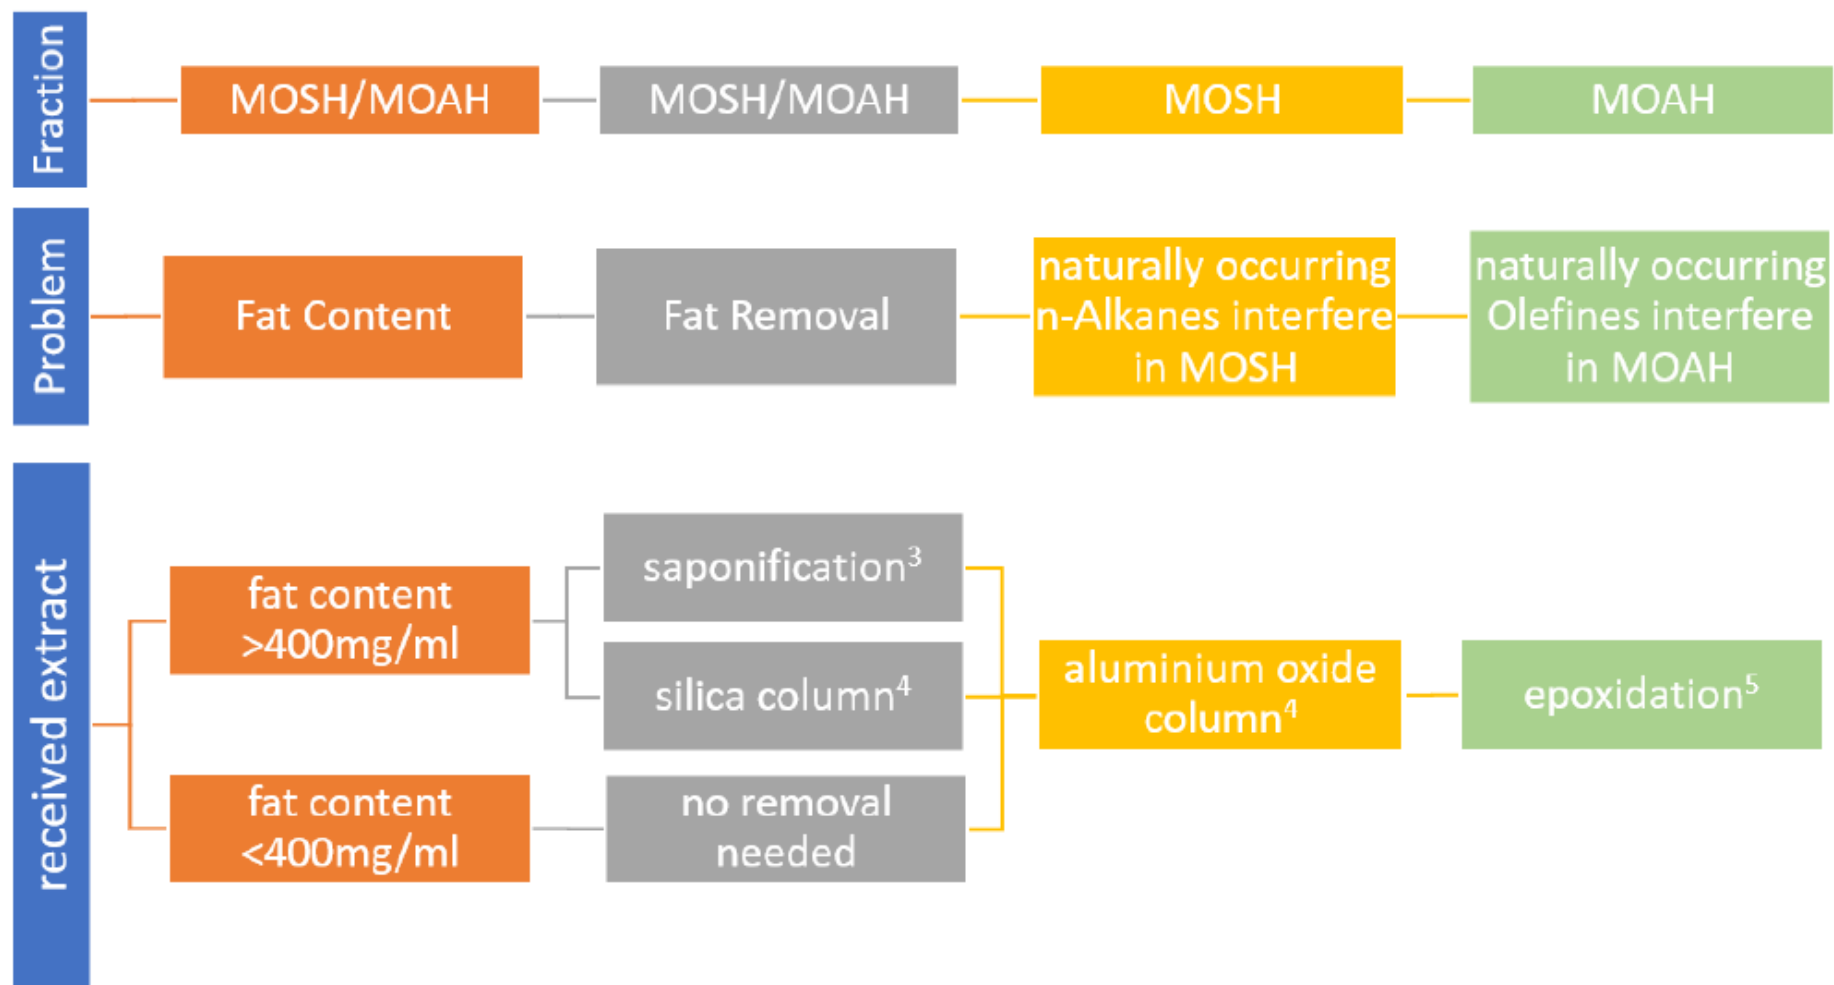 Fraction
MOSH/MOAH
MOSH/MOAH
MOSH
MOAH
Problem
Fat Content
Fat Removal
naturally occurring
n-Alkanes interfere
in MOSH
naturally occurring
Olefines interfere
in MOAH
received extract
fat content
>400mg/ml
saponification³
silica column⁴
fat content
<400mg/ml
no removal
needed
aluminium oxide
column⁴
epoxidation⁵